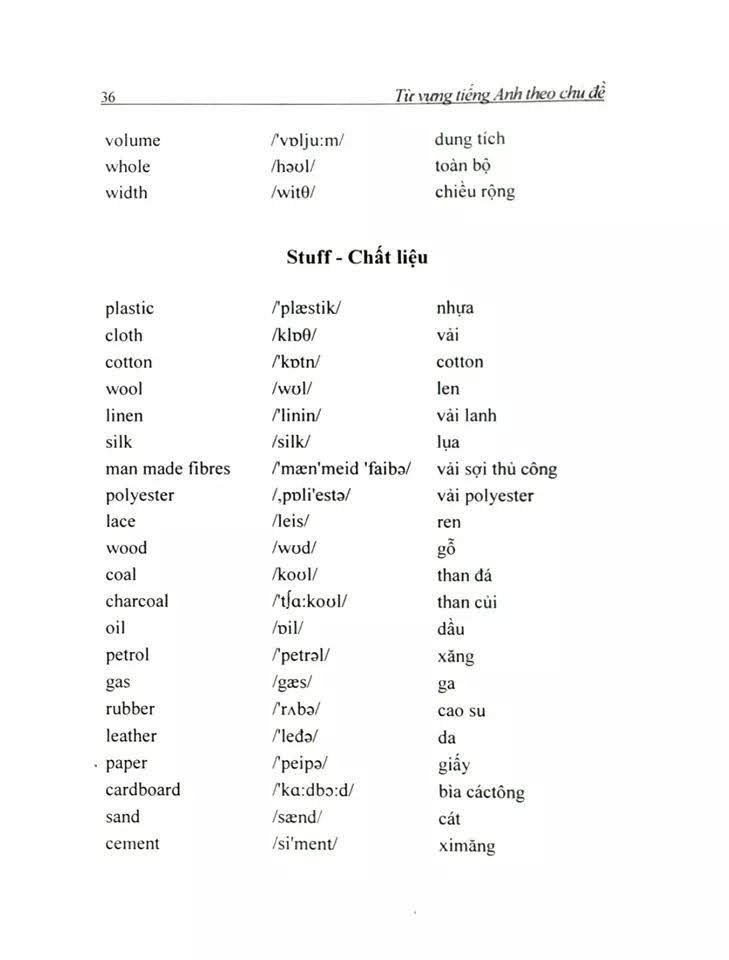 36 Từ vựng tiếng Anh theo chu đề
volume /'vɒlju:m/ dung tích
whole /həʊl/ toàn bộ
width /witθ/ chiều rộng
Stuff - Chất liệu
plastic /'plæstik/ nhựa
cloth /klɒθ/ vải
cotton /'kɒtn/ cotton
wool /wʊl/ len
linen /'linin/ vải lanh
silk /silk/ lụa
man made fibres /'mæn'meid 'faibə/ vải sợi thủ công
polyester /,pɒli'estə/ vải polyester
lace /leis/ ren
wood /wʊd/ gỗ
coal /koʊl/ than đá
charcoal /'tʃɑ:koʊl/ than củi
oil /ɒil/ dầu
petrol /'petrəl/ xăng
gas /gæs/ ga
rubber /'rʌbə/ cao su
leather /'leđə/ da
paper /'peipə/ giấy
cardboard /'kɑ:dbɔ:d/ bìa cáctông
sand /sænd/ cát
cement /si'ment/ ximăng